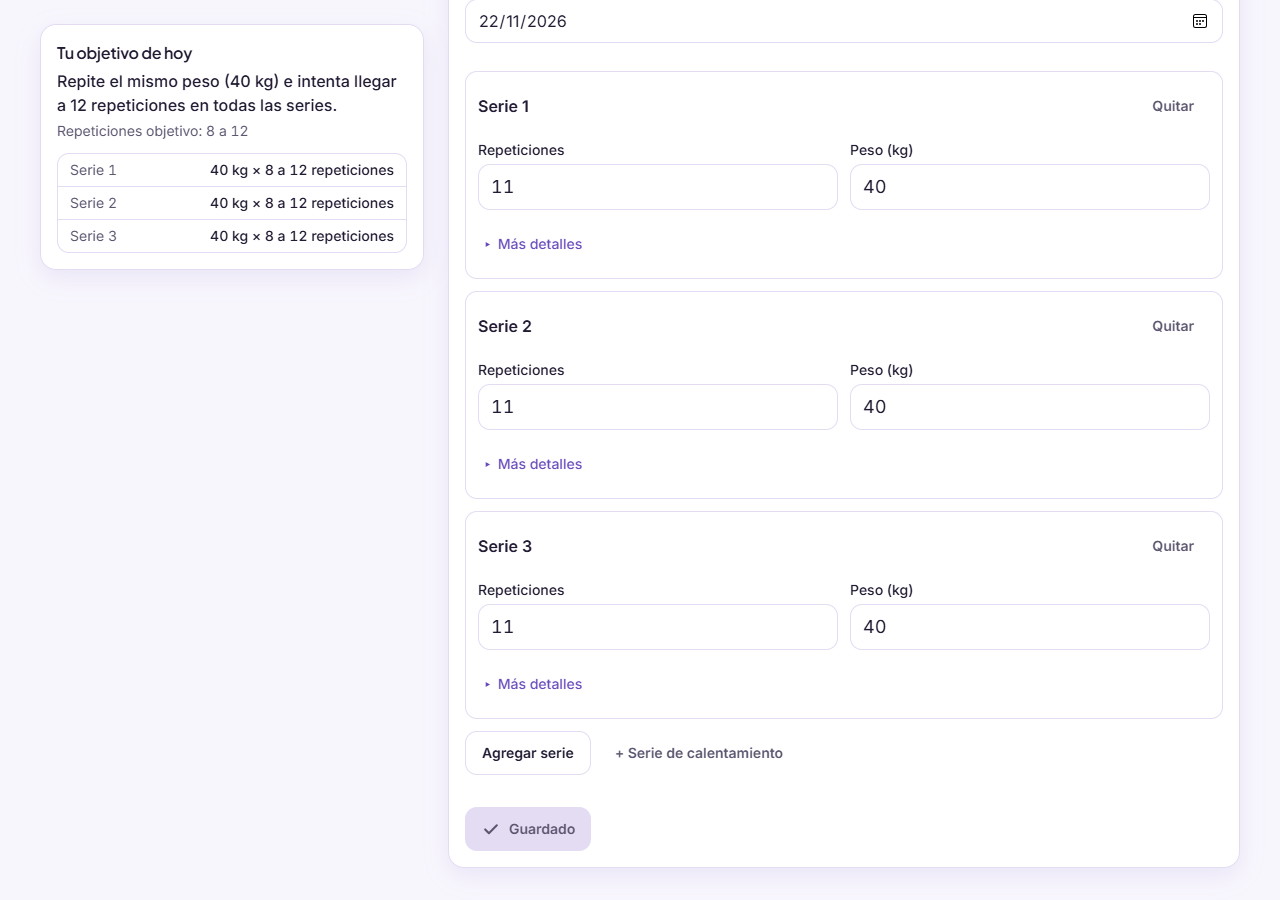 Tu objetivo de hoy
Repite el mismo peso (40 kg) e intenta llegar
a 12 repeticiones en todas las series.
Repeticiones objetivo: 8 a 12
Serie 1 40 kg × 8 a 12 repeticiones
Serie 2 40 kg × 8 a 12 repeticiones
Serie 3 40 kg × 8 a 12 repeticiones
22/11/2026
Serie 1 Quitar
Repeticiones Peso (kg)
11 40
▸ Más detalles
Serie 2 Quitar
Repeticiones Peso (kg)
11 40
▸ Más detalles
Serie 3 Quitar
Repeticiones Peso (kg)
11 40
▸ Más detalles
Agregar serie + Serie de calentamiento
Guardado